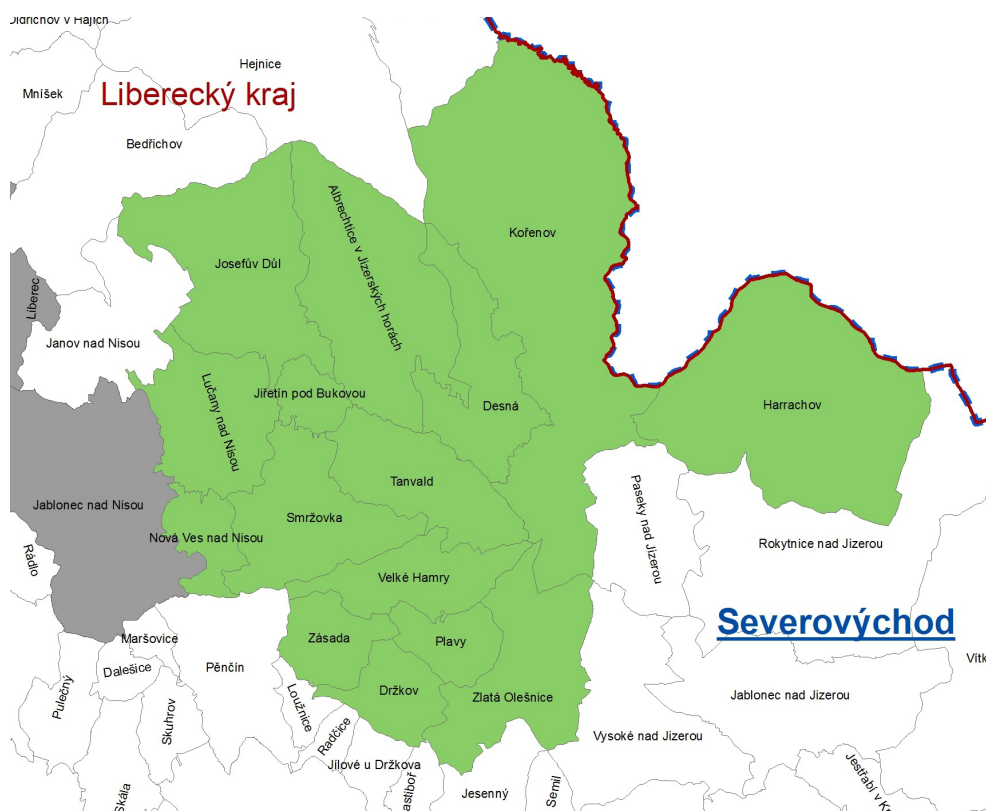 Oldřichov v Hájích
Hejnice
Mníšek
Liberecký kraj
Bedřichov
Albrechtice v Jizerských horách
Kořenov
Josefův Důl
Liberec
Janov nad Nisou
Lučany nad Nisou
Jiřetín pod Bukovou
Desná
Harrachov
Tanvald
Paseky nad Jizerou
Jablonec nad Nisou
Smržovka
Nová Ves nad Nisou
Rokytnice nad Jizerou
Rádlo
Velké Hamry
Severovýchod
Maršovice
Zásada
Plavy
Dalešice
Pěnčín
Vítk
Pulečný
Skuhrov
Loužnice
Držkov
Zlatá Olešnice
Jablonec nad Jizerou
Radčice
Vysoké nad Jizerou
Jílové u Držkova
Skála
astiboř
Jesenný
Semil
Jestřabí v K